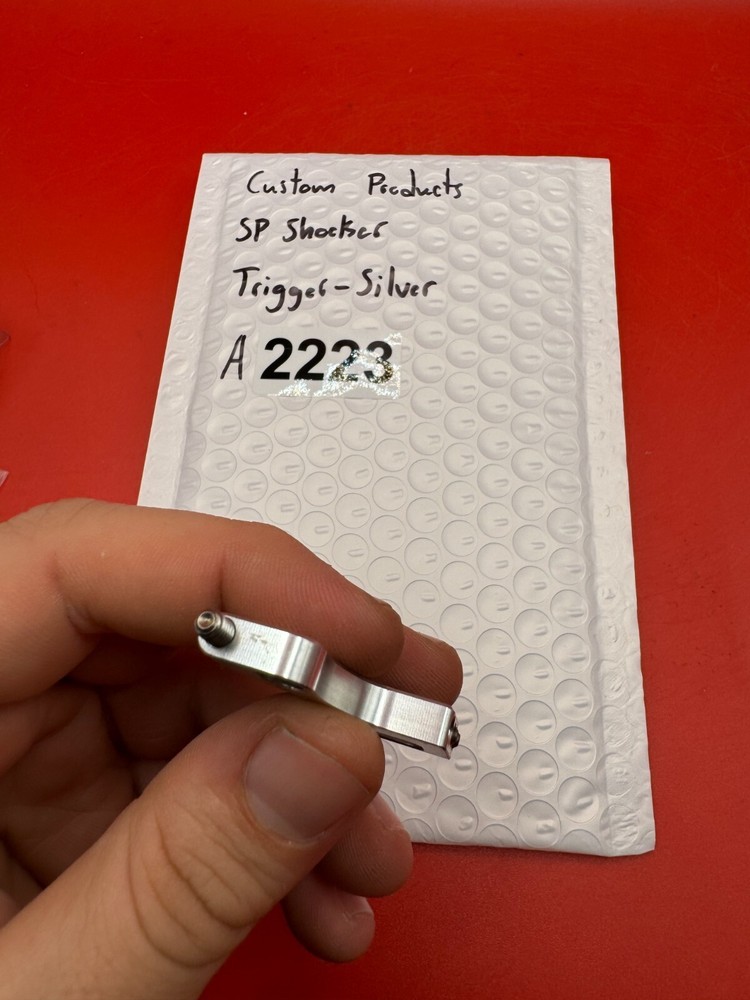 Custom Products
SP Shocker
Trigger-Silver
A 2223